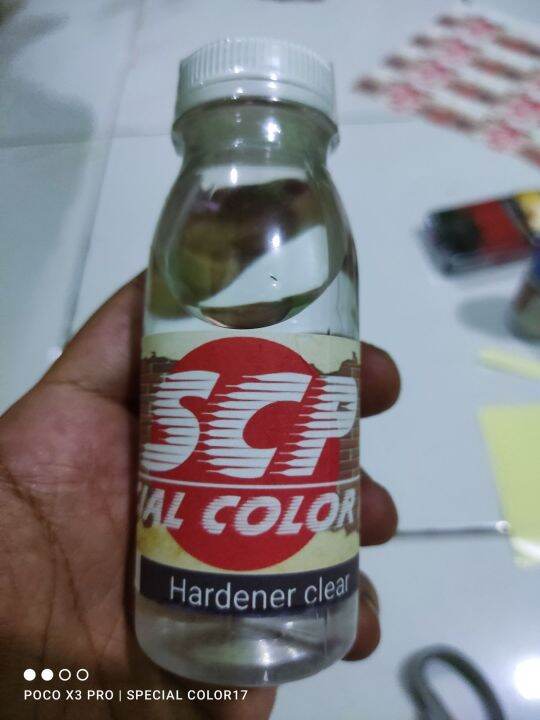 SCP
IAL COLOR
Hardener clear
POCO X3 PRO | SPECIAL COLOR17